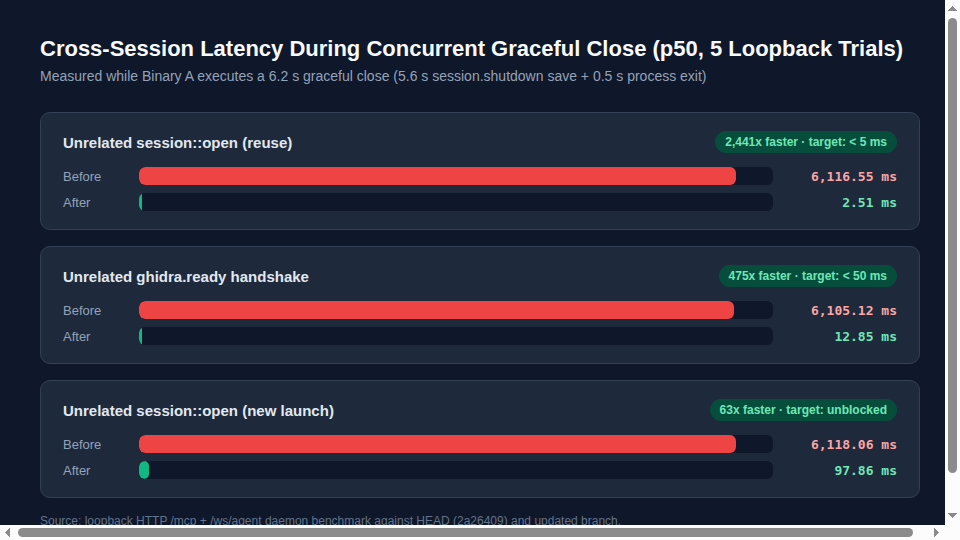 Cross-Session Latency During Concurrent Graceful Close (p50, 5 Loopback Trials)
Measured while Binary A executes a 6.2 s graceful close (5.6 s session.shutdown save + 0.5 s process exit)
Unrelated session::open (reuse)
2,441x faster · target: < 5 ms
Before 6,116.55 ms
After 2.51 ms
Unrelated ghidra.ready handshake
475x faster · target: < 50 ms
Before 6,105.12 ms
After 12.85 ms
Unrelated session::open (new launch)
63x faster · target: unblocked
Before 6,118.06 ms
After 97.86 ms
Source: loopback HTTP /mcp + /ws/agent daemon benchmark against HEAD (2a26409) and updated branch.